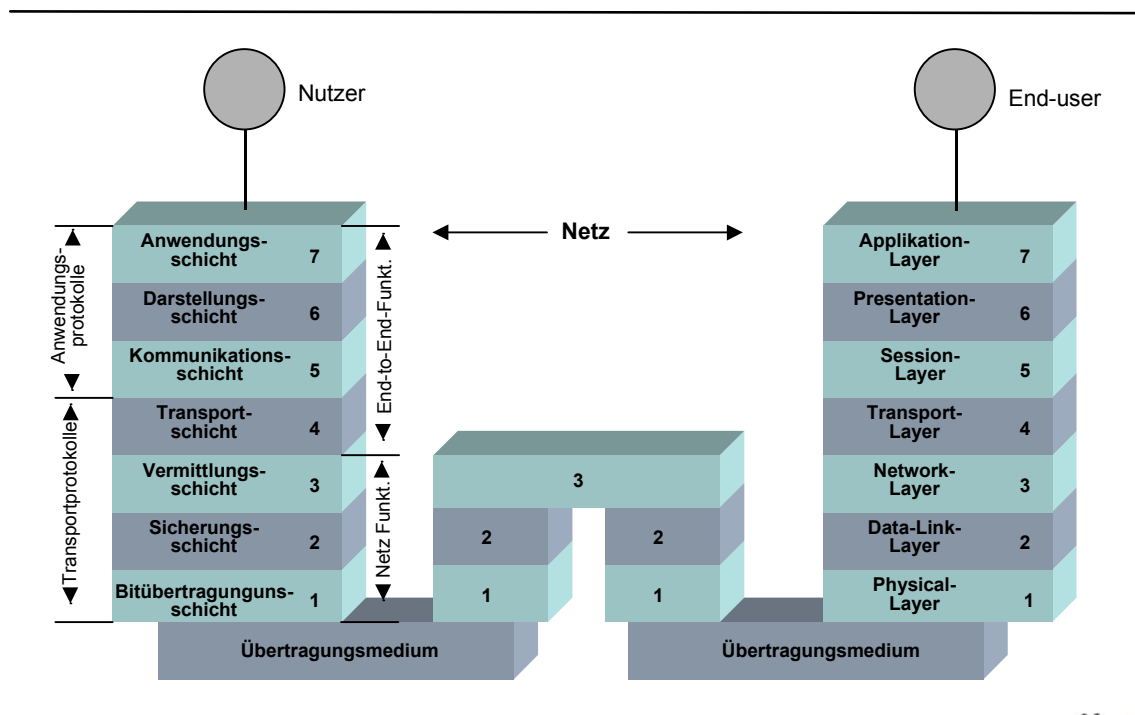 Nutzer
End-user
Netz
Anwendungs-
protokolle
Transportprotokolle
Anwendungs-
schicht 7
Darstellungs-
schicht 6
Kommunikations-
schicht 5
Transport-
schicht 4
Vermittlungs-
schicht 3
Sicherungs-
schicht 2
Bitübertragunguns-
schicht 1
End-to-End-Funkt.
Netz Funkt.
3
2 2
1 1
Applikation-
Layer 7
Presentation-
Layer 6
Session-
Layer 5
Transport-
Layer 4
Network-
Layer 3
Data-Link-
Layer 2
Physical-
Layer 1
Übertragungsmedium
Übertragungsmedium